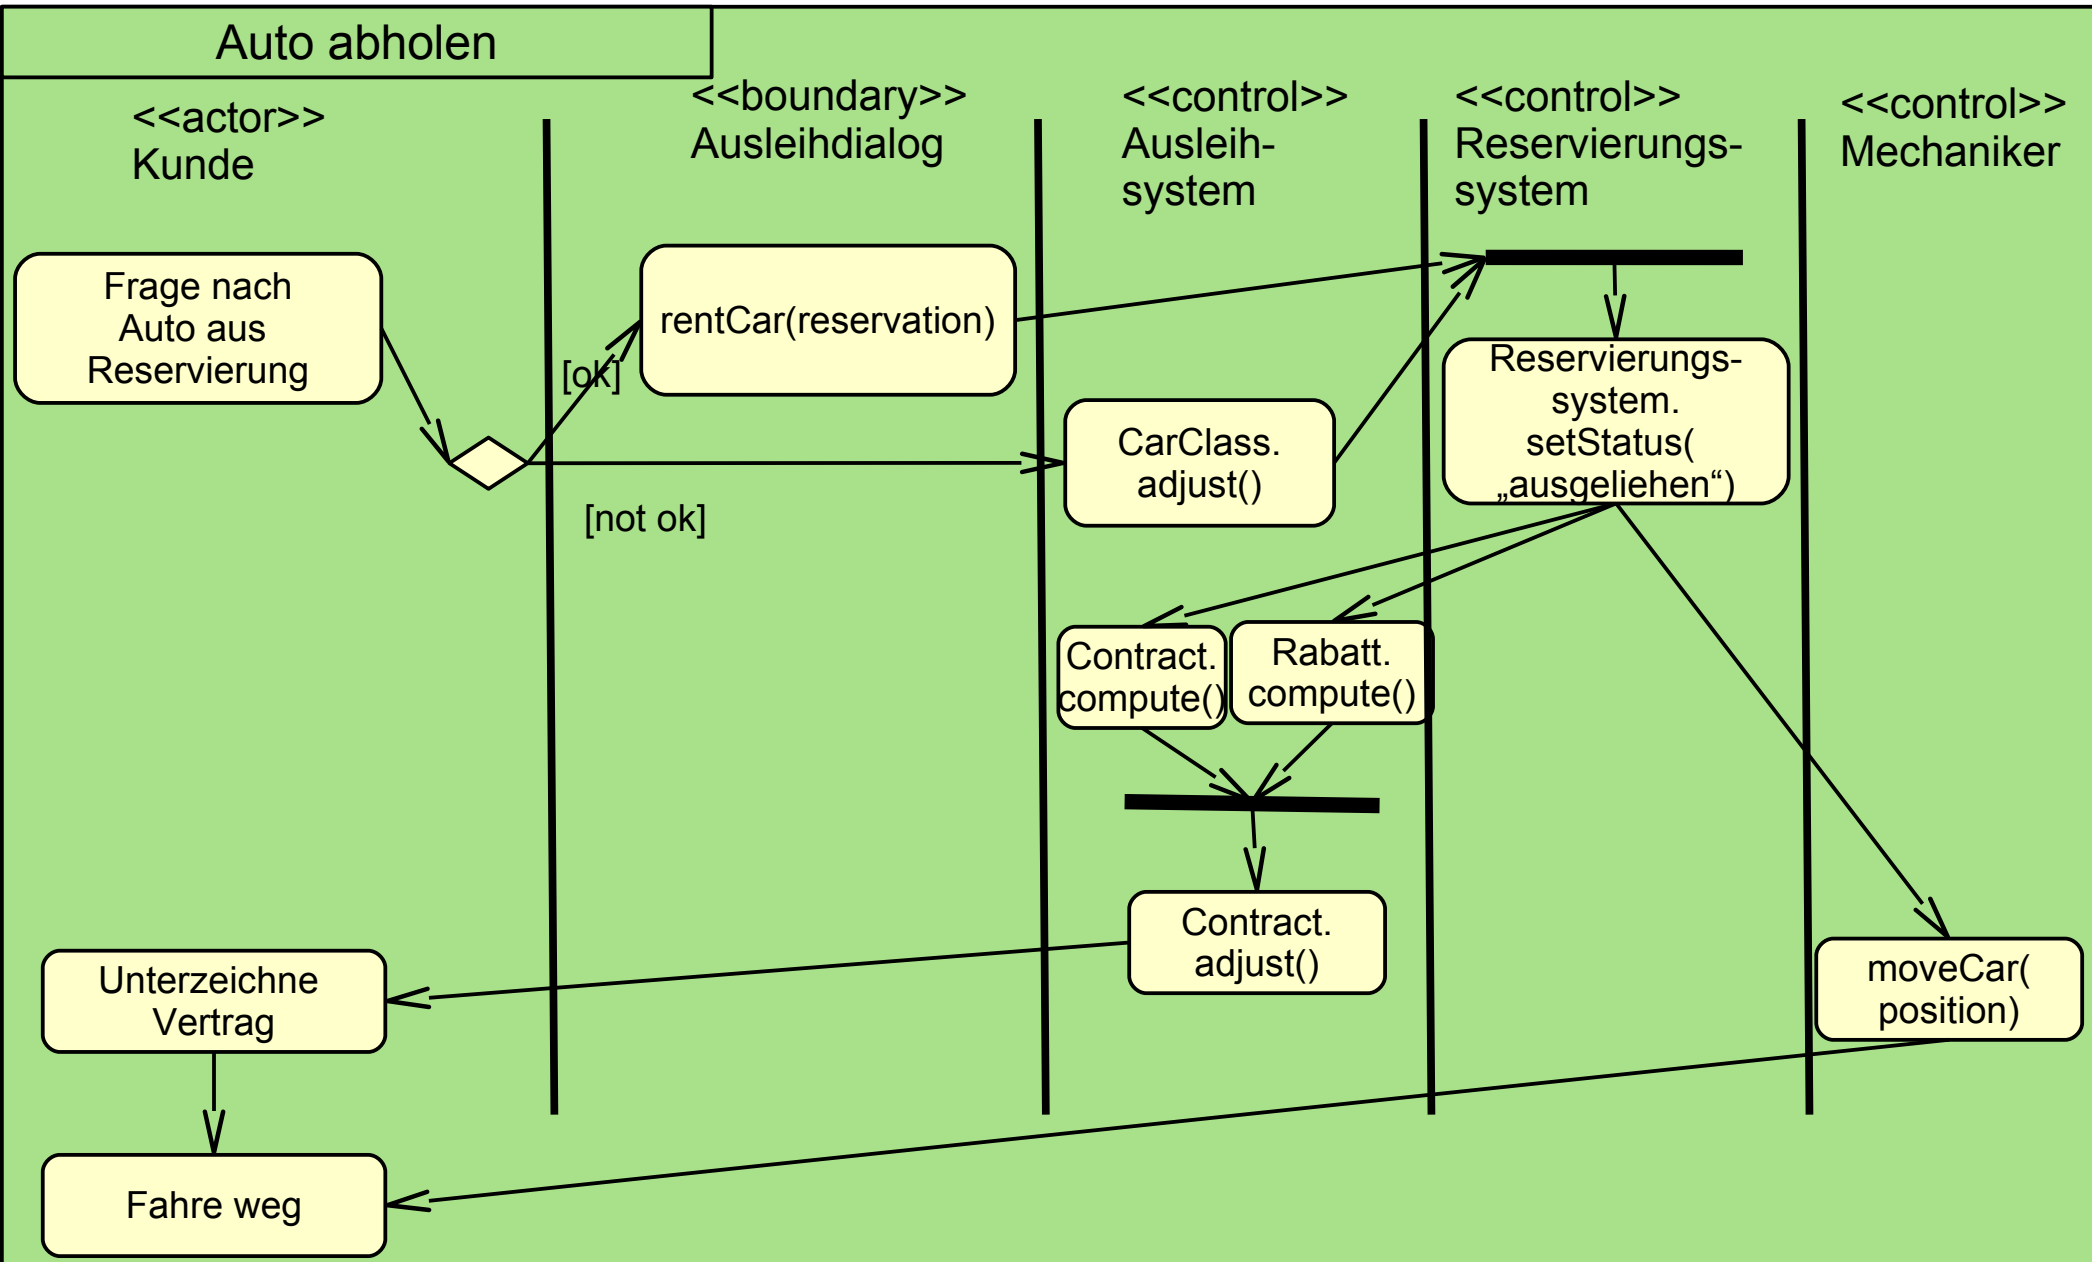 Auto abholen
<<actor>>
Kunde
<<boundary>>
Ausleihdialog
<<control>>
Ausleih-
system
<<control>>
Reservierungs-
system
<<control>>
Mechaniker
Frage nach
Auto aus
Reservierung
[ok]
rentCar(reservation)
[not ok]
CarClass.
adjust()
Reservierungs-
system.
setStatus(
„ausgeliehen“)
Contract.
compute()
Rabatt.
compute()
Contract.
adjust()
Unterzeichne
Vertrag
moveCar(
position)
Fahre weg